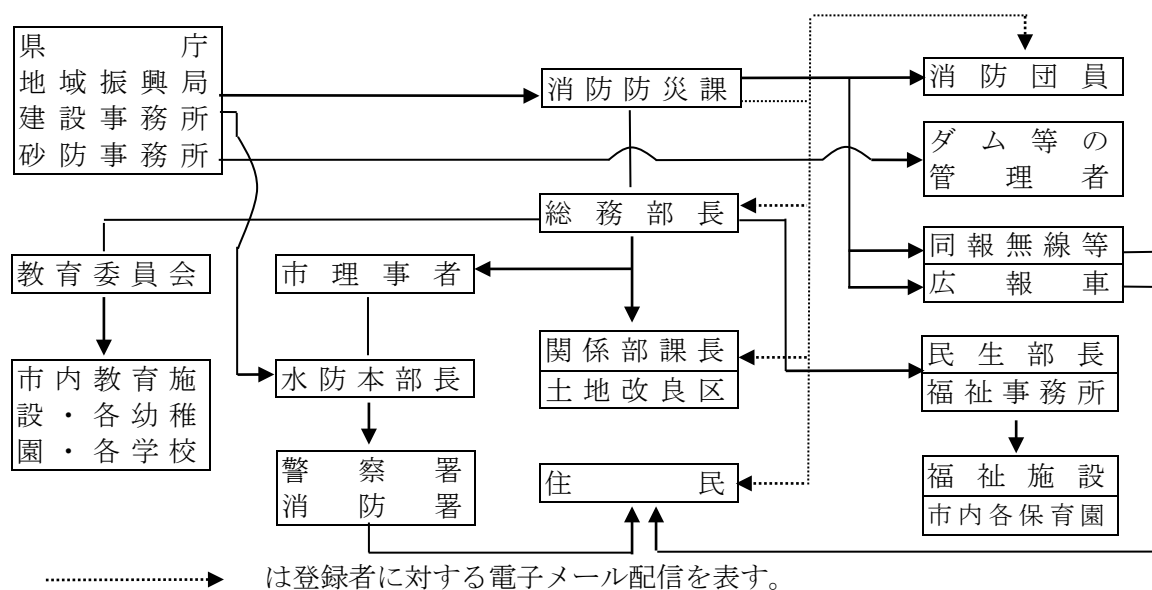 県庁
地域振興局
建設事務所
砂防事務所
消防防災課
消防団員
ダム等の
管理者
総務部長
同報無線等
広報車
教育委員会
市理事者
関係部課長
土地改良区
民生部長
福祉事務所
市内教育施
設・各幼稚
園・各学校
水防本部長
警察署
消防署
住民
福祉施設
市内各保育園
は登録者に対する電子メール配信を表す。